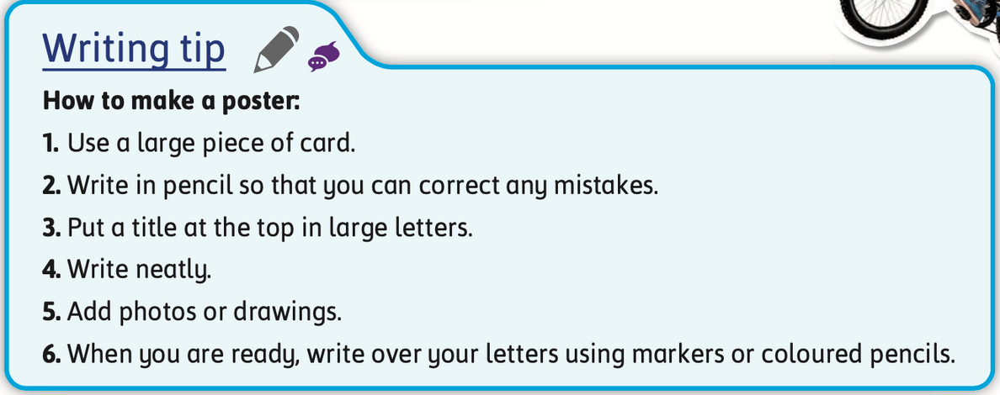 Writing tip
How to make a poster:
1. Use a large piece of card.
2. Write in pencil so that you can correct any mistakes.
3. Put a title at the top in large letters.
4. Write neatly.
5. Add photos or drawings.
6. When you are ready, write over your letters using markers or coloured pencils.